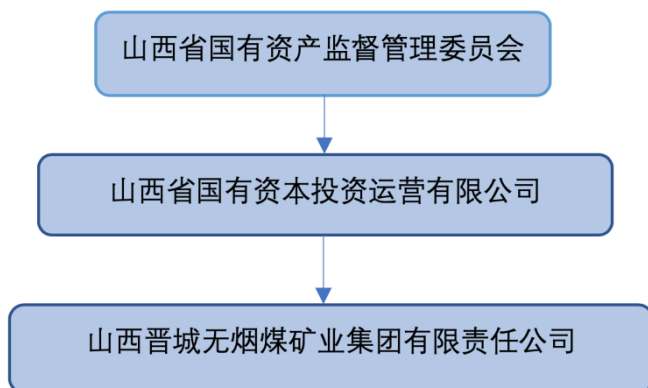 山西省国有资产监督管理委员会
山西省国有资本投资运营有限公司
山西晋城无烟煤矿业集团有限责任公司